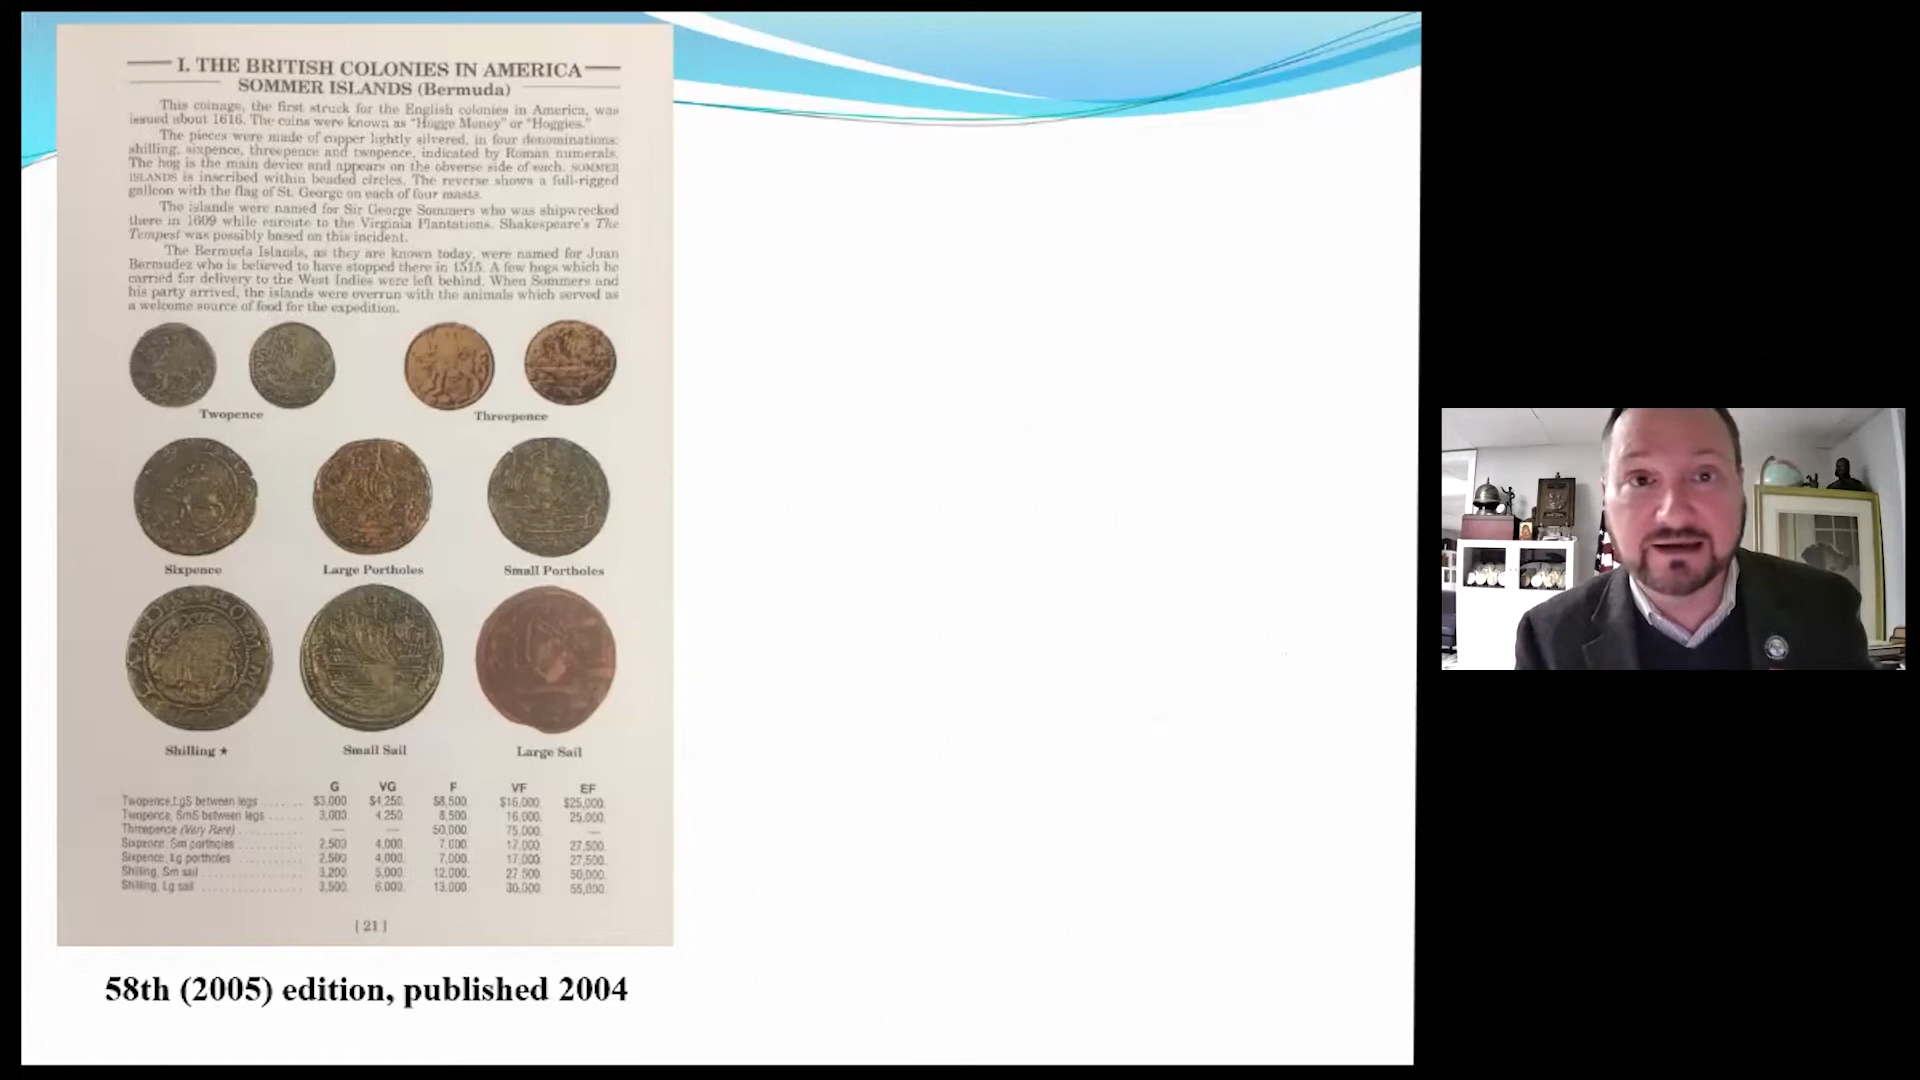 I. THE BRITISH COLONIES IN AMERICA
SOMMER ISLANDS (Bermuda)
This coinage, the first struck for the English colonies in America, was
issued about 1616. The coins were known as "Hogge Money" or "Hoggies."
The pieces were made of copper lightly silvered, in four denominations:
shilling, sixpence, threepence and twopence, indicated by Roman numerals.
The hog is the main device and appears on the obverse side of each. SOMMER
ISLANDS is inscribed within beaded circles. The reverse shows a full-rigged
galleon with the flag of St. George on each of four masts.
The islands were named for Sir George Sommers who was shipwrecked
there in 1609 while enroute to the Virginia Plantations. Shakespeare's The
Tempest was possibly based on this incident.
The Bermuda Islands, as they are known today, were named for Juan
Bermudez who is believed to have stopped there in 1515. A few hogs which he
carried for delivery to the West Indies were left behind. When Sommers and
his party arrived, the islands were overrun with the animals which served as
a welcome source of food for the expedition.
Twopence Threepence
Sixpence Large Portholes Small Portholes
Shilling ★ Small Sail Large Sail
G VG F VF EF
Twopence, LgS between legs ....... $3,000. $4,250. $8,500. $16,000. $25,000.
Twopence, SmS between legs ....... 3,000. 4,250. 8,500. 16,000. 25,000.
Threepence (Very Rare) ............ — — 50,000. 75,000. —
Sixpence, Sm portholes ............ 2,500. 4,000. 7,000. 17,000. 27,500.
Sixpence, Lg portholes ............ 2,500. 4,000. 7,000. 17,000. 27,500.
Shilling, Sm sail ................. 3,200. 5,000. 12,000. 27,500. 50,000.
Shilling, Lg sail ................. 3,500. 6,000. 13,000. 30,000. 55,000.
[ 21 ]
58th (2005) edition, published 2004